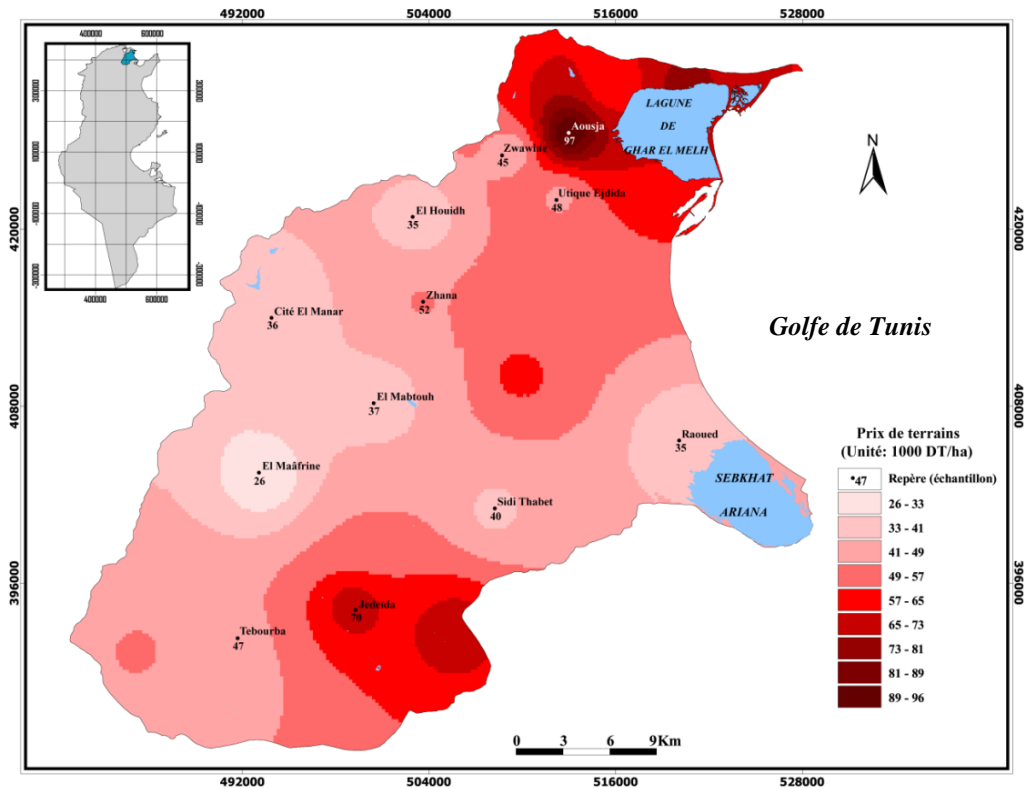 492000 504000 516000 528000
400000 600000
400000 600000
420000
408000
396000
420000
408000
396000
LAGUNE
DE
GHAR EL MELH
N
Aousja
97
Zwawine
45
Utique Ejdida
48
El Houidh
35
Zhana
52
Cité El Manar
36
Golfe de Tunis
El Mabtouh
37
Raoued
35
El Maâfrine
26
SEBKHAT
ARIANA
Sidi Thabet
40
Jedeïda
70
Tebourba
47
Prix de terrains
(Unité: 1000 DT/ha)
•47 Repère (échantillon)
26 - 33
33 - 41
41 - 49
49 - 57
57 - 65
65 - 73
73 - 81
81 - 89
89 - 96
0 3 6 9Km
492000 504000 516000 528000